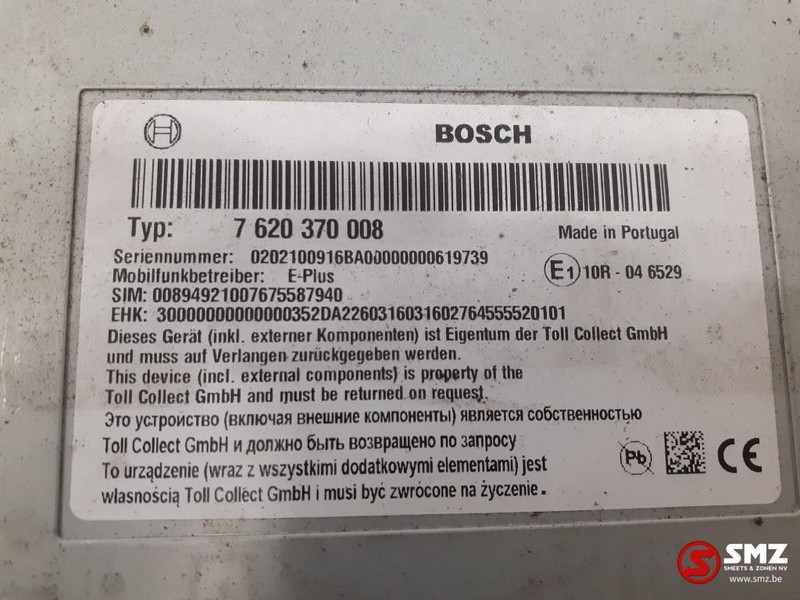 BOSCH
Typ: 7 620 370 008
Made in Portugal
Seriennummer: 0202100916BA00000000619739
Mobilfunkbetreiber: E-Plus
E1 10R - 04 6529
SIM: 00894921007675587940
EHK: 30000000000000352DA22603160316027645555 20101
Dieses Gerät (inkl. externer Komponenten) ist Eigentum der Toll Collect GmbH
und muss auf Verlangen zurückgegeben werden.
This device (incl. external components) is property of the
Toll Collect GmbH and must be returned on request.
Это устройство (включая внешние компоненты) является собственностью
Toll Collect GmbH и должно быть возвращено по запросу
To urządzenie (wraz z wszystkimi dodatkowymi elementami) jest
własnością Toll Collect GmbH i musi być zwrócone na życzenie.
Pb
CE
SMZ
SMEETS & ZONEN NV
www.smz.be